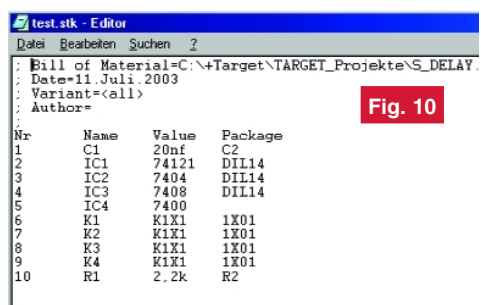 test.stk - Editor
Datei Bearbeiten Suchen ?
; Bill of Material=C:\+Target\TARGET_Projekte\S_DELAY.
; Date=11.Juli.2003
; Variant=<all>
; Author=
;
Fig. 10
Nr Name Value Package
1 C1 20nf C2
2 IC1 74121 DIL14
3 IC2 7404 DIL14
4 IC3 7408 DIL14
5 IC4 7400
6 K1 K1X1 1X01
7 K2 K1X1 1X01
8 K3 K1X1 1X01
9 K4 K1X1 1X01
10 R1 2,2k R2